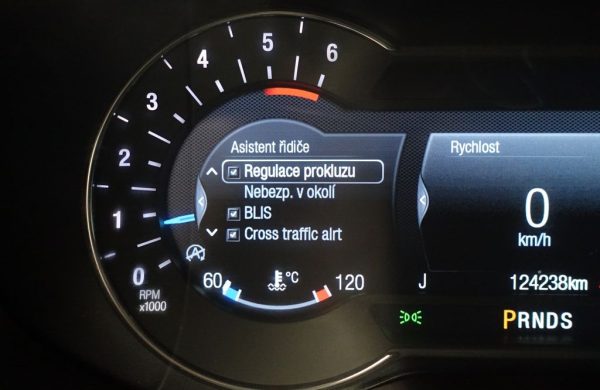 6
5
4
3
2
1
0
RPM
x1000
Asistent řidiče
Regulace prokluzu
Nebezp. v okolí
BLIS
Cross traffic alrt
60
°C
120
Rychlost
0
km/h
J
124238km
PRNDS